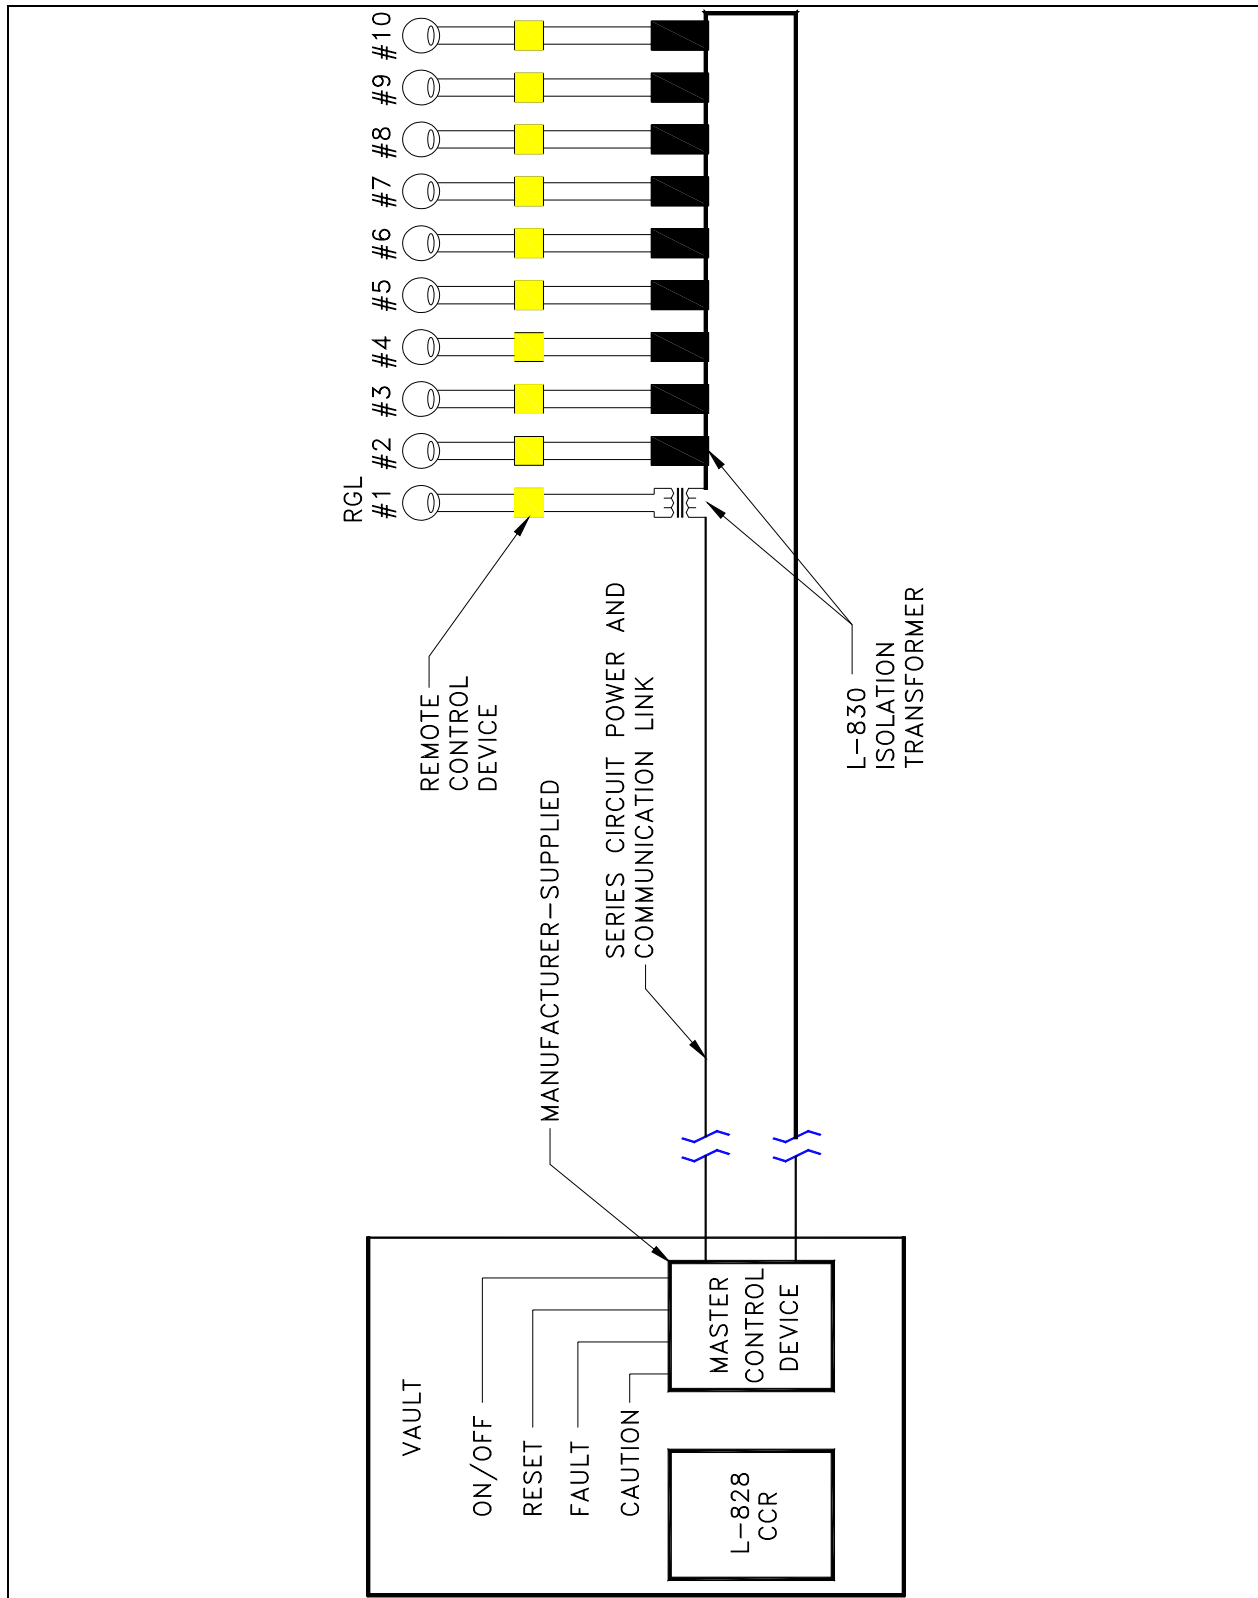 RGL
#1
#2
#3
#4
#5
#6
#7
#8
#9
#10
REMOTE
CONTROL
DEVICE
MANUFACTURER-SUPPLIED
SERIES CIRCUIT POWER AND
COMMUNICATION LINK
L-830
ISOLATION
TRANSFORMER
VAULT
ON/OFF
RESET
FAULT
CAUTION
MASTER
CONTROL
DEVICE
L-828
CCR